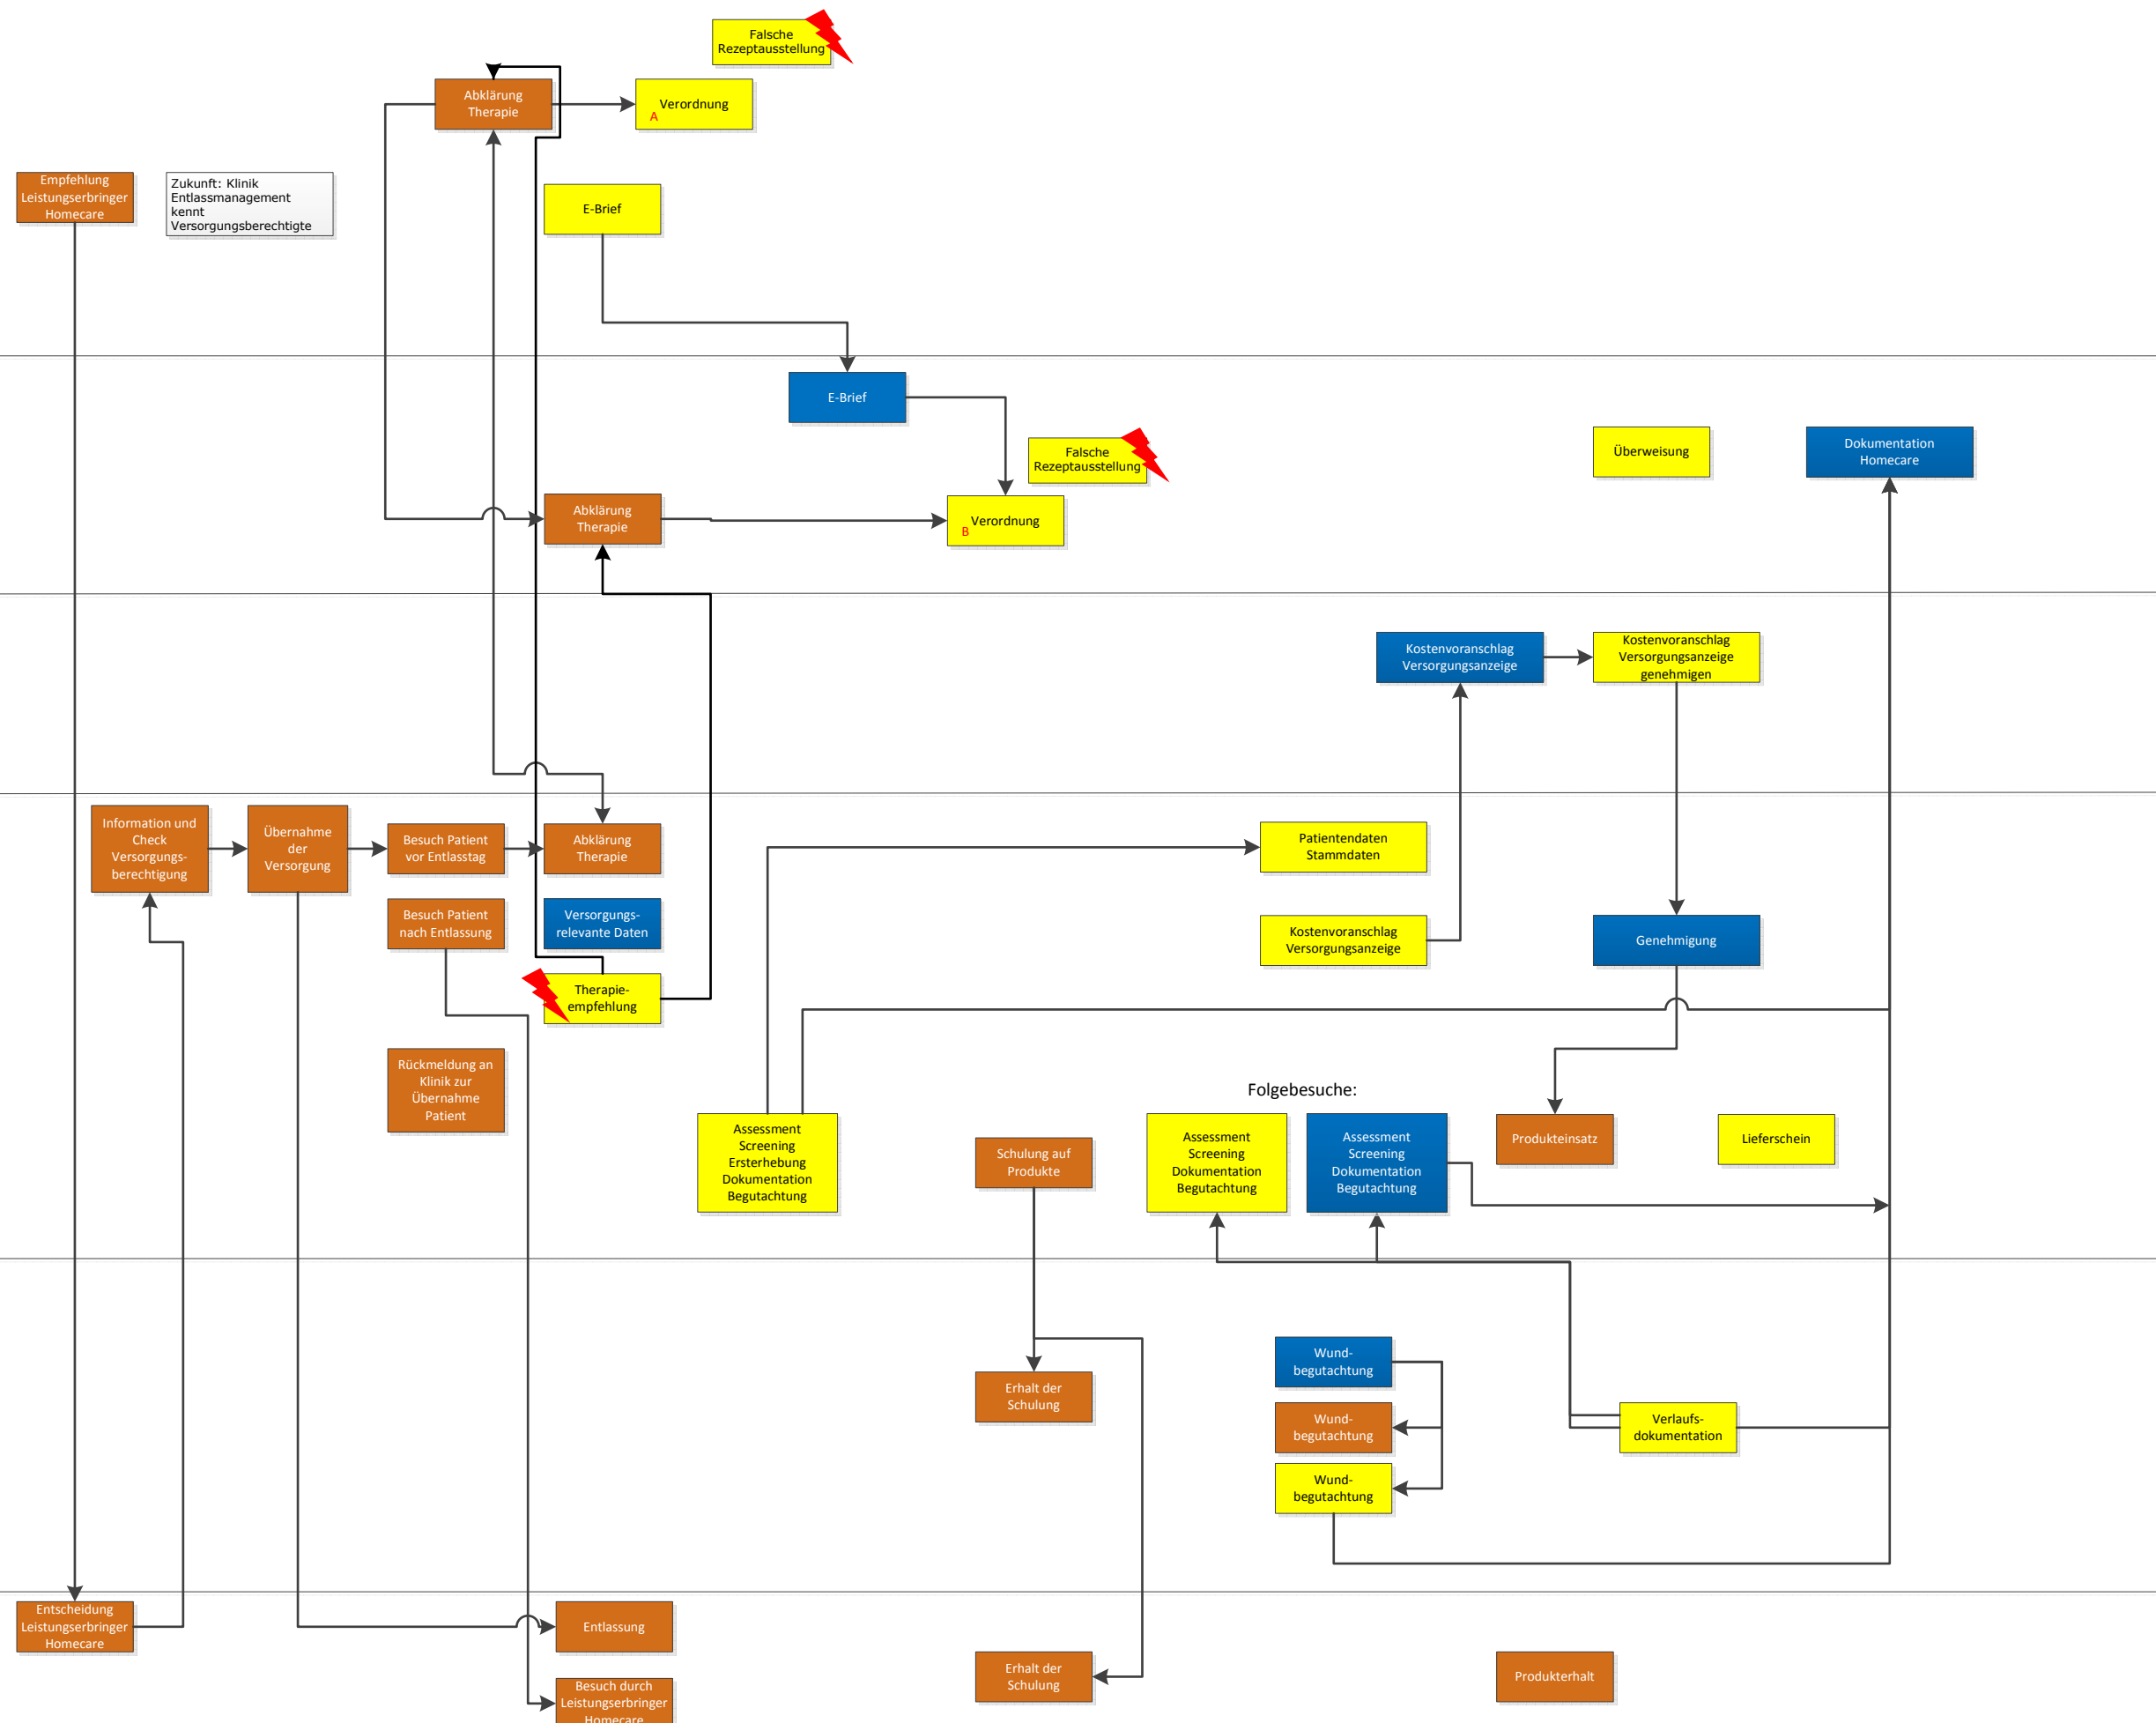 Falsche
Rezeptausstellung
Abklärung
Therapie
Verordnung
A
Empfehlung
Leistungserbringer
Homecare
Zukunft: Klinik
Entlassmanagement
kennt
Versorgungsberechtigte
E-Brief
E-Brief
Falsche
Rezeptausstellung
Überweisung
Dokumentation
Homecare
Abklärung
Therapie
Verordnung
B
Kostenvoranschlag
Versorgungsanzeige
Kostenvoranschlag
Versorgungsanzeige
genehmigen
Information und
Check
Versorgungs-
berechtigung
Übernahme
der
Versorgung
Besuch Patient
vor Entlasstag
Abklärung
Therapie
Patientendaten
Stammdaten
Besuch Patient
nach Entlassung
Versorgungs-
relevante Daten
Kostenvoranschlag
Versorgungsanzeige
Genehmigung
Therapie-
empfehlung
Rückmeldung an
Klinik zur
Übernahme
Patient
Folgebesuche:
Assessment
Screening
Ersterhebung
Dokumentation
Begutachtung
Schulung auf
Produkte
Assessment
Screening
Dokumentation
Begutachtung
Assessment
Screening
Dokumentation
Begutachtung
Produkteinsatz
Lieferschein
Wund-
begutachtung
Erhalt der
Schulung
Wund-
begutachtung
Verlaufs-
dokumentation
Wund-
begutachtung
Entscheidung
Leistungserbringer
Homecare
Entlassung
Erhalt der
Schulung
Produkterhalt
Besuch durch
Leistungserbringer
Homecare